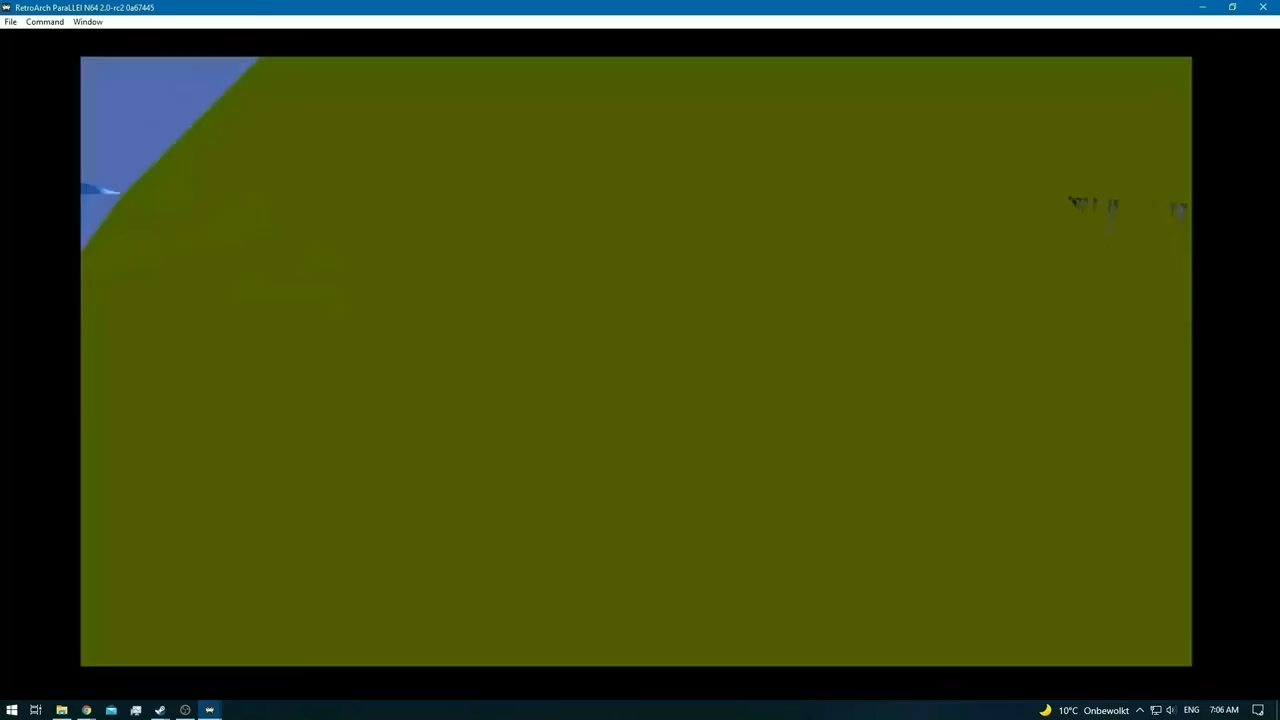 RetroArch ParaLLEl N64 2.0-rc2 0a67445
File Command Window
10°C Onbewolkt ENG 7:06 AM